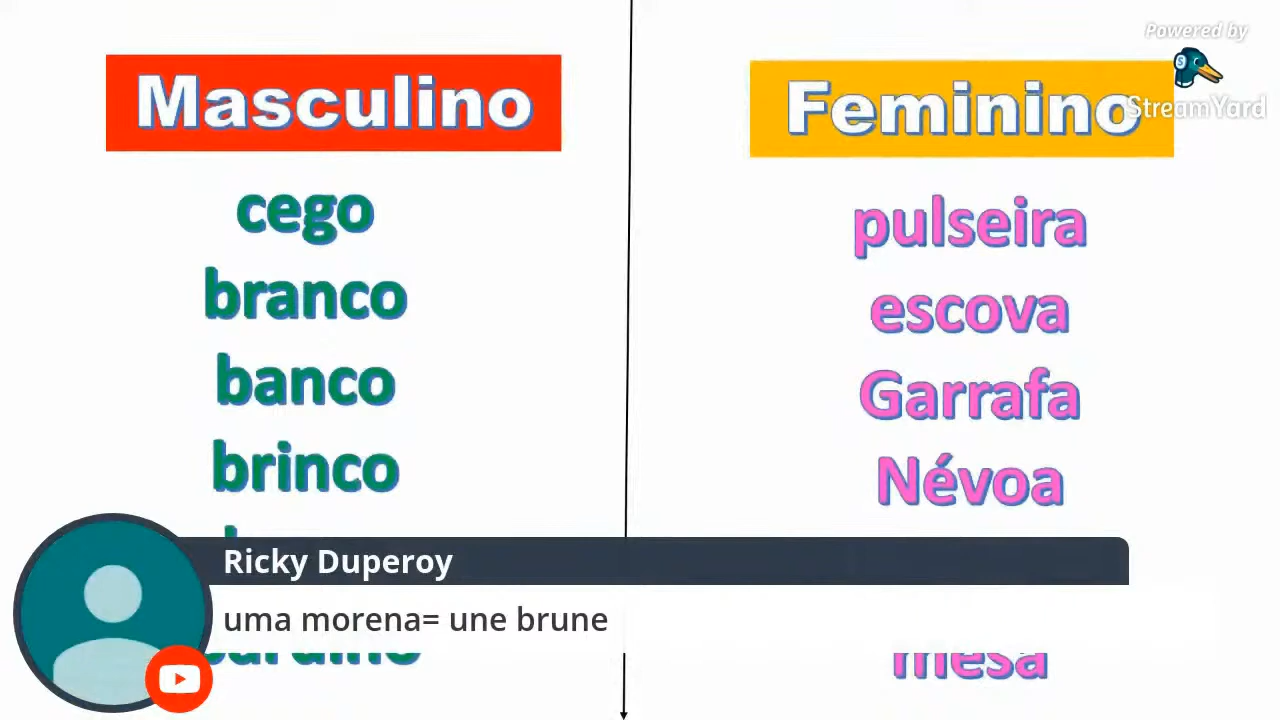 Powered by
StreamYard
Masculino
Feminino
cego
pulseira
branco
escova
banco
Garrafa
brinco
Névoa
Ricky Duperoy
uma morena= une brune
mesa